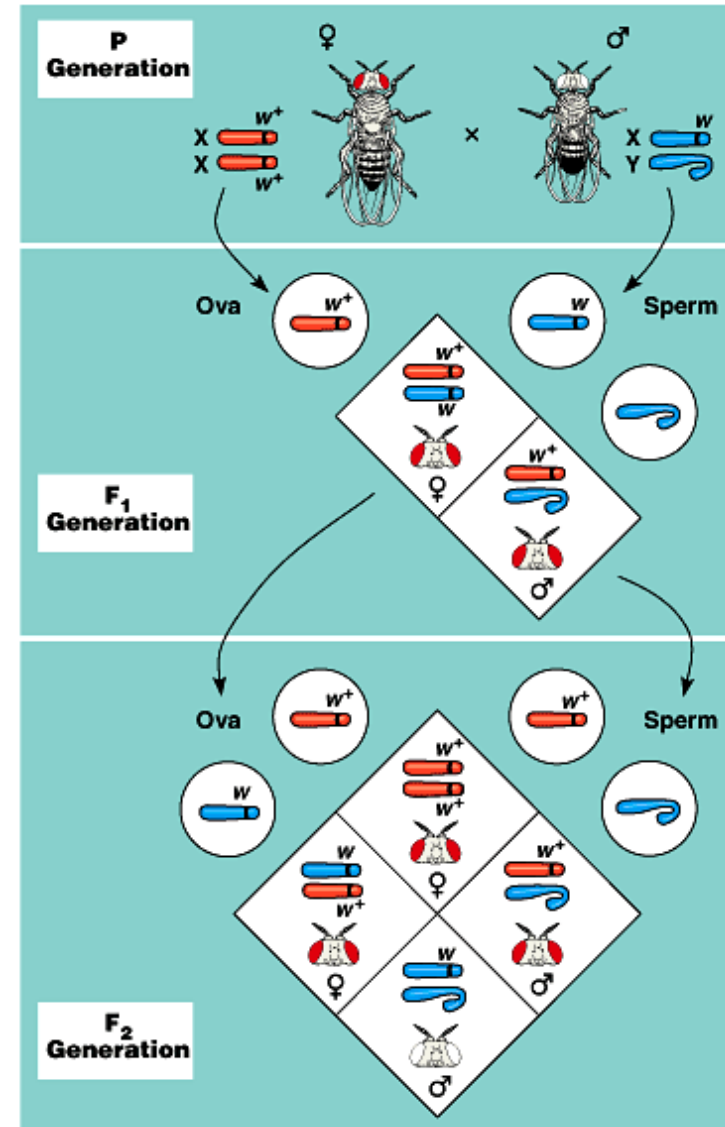 P
Generation
♀
♂
w⁺
X
X
w⁺
×
w
X
Y
Ova
w⁺
w
Sperm
w⁺
w
♀
w⁺
♂
F₁
Generation
Ova
w⁺
w⁺
Sperm
w
w⁺
w⁺
♀
w
w⁺
♀
w⁺
♂
w
♂
F₂
Generation